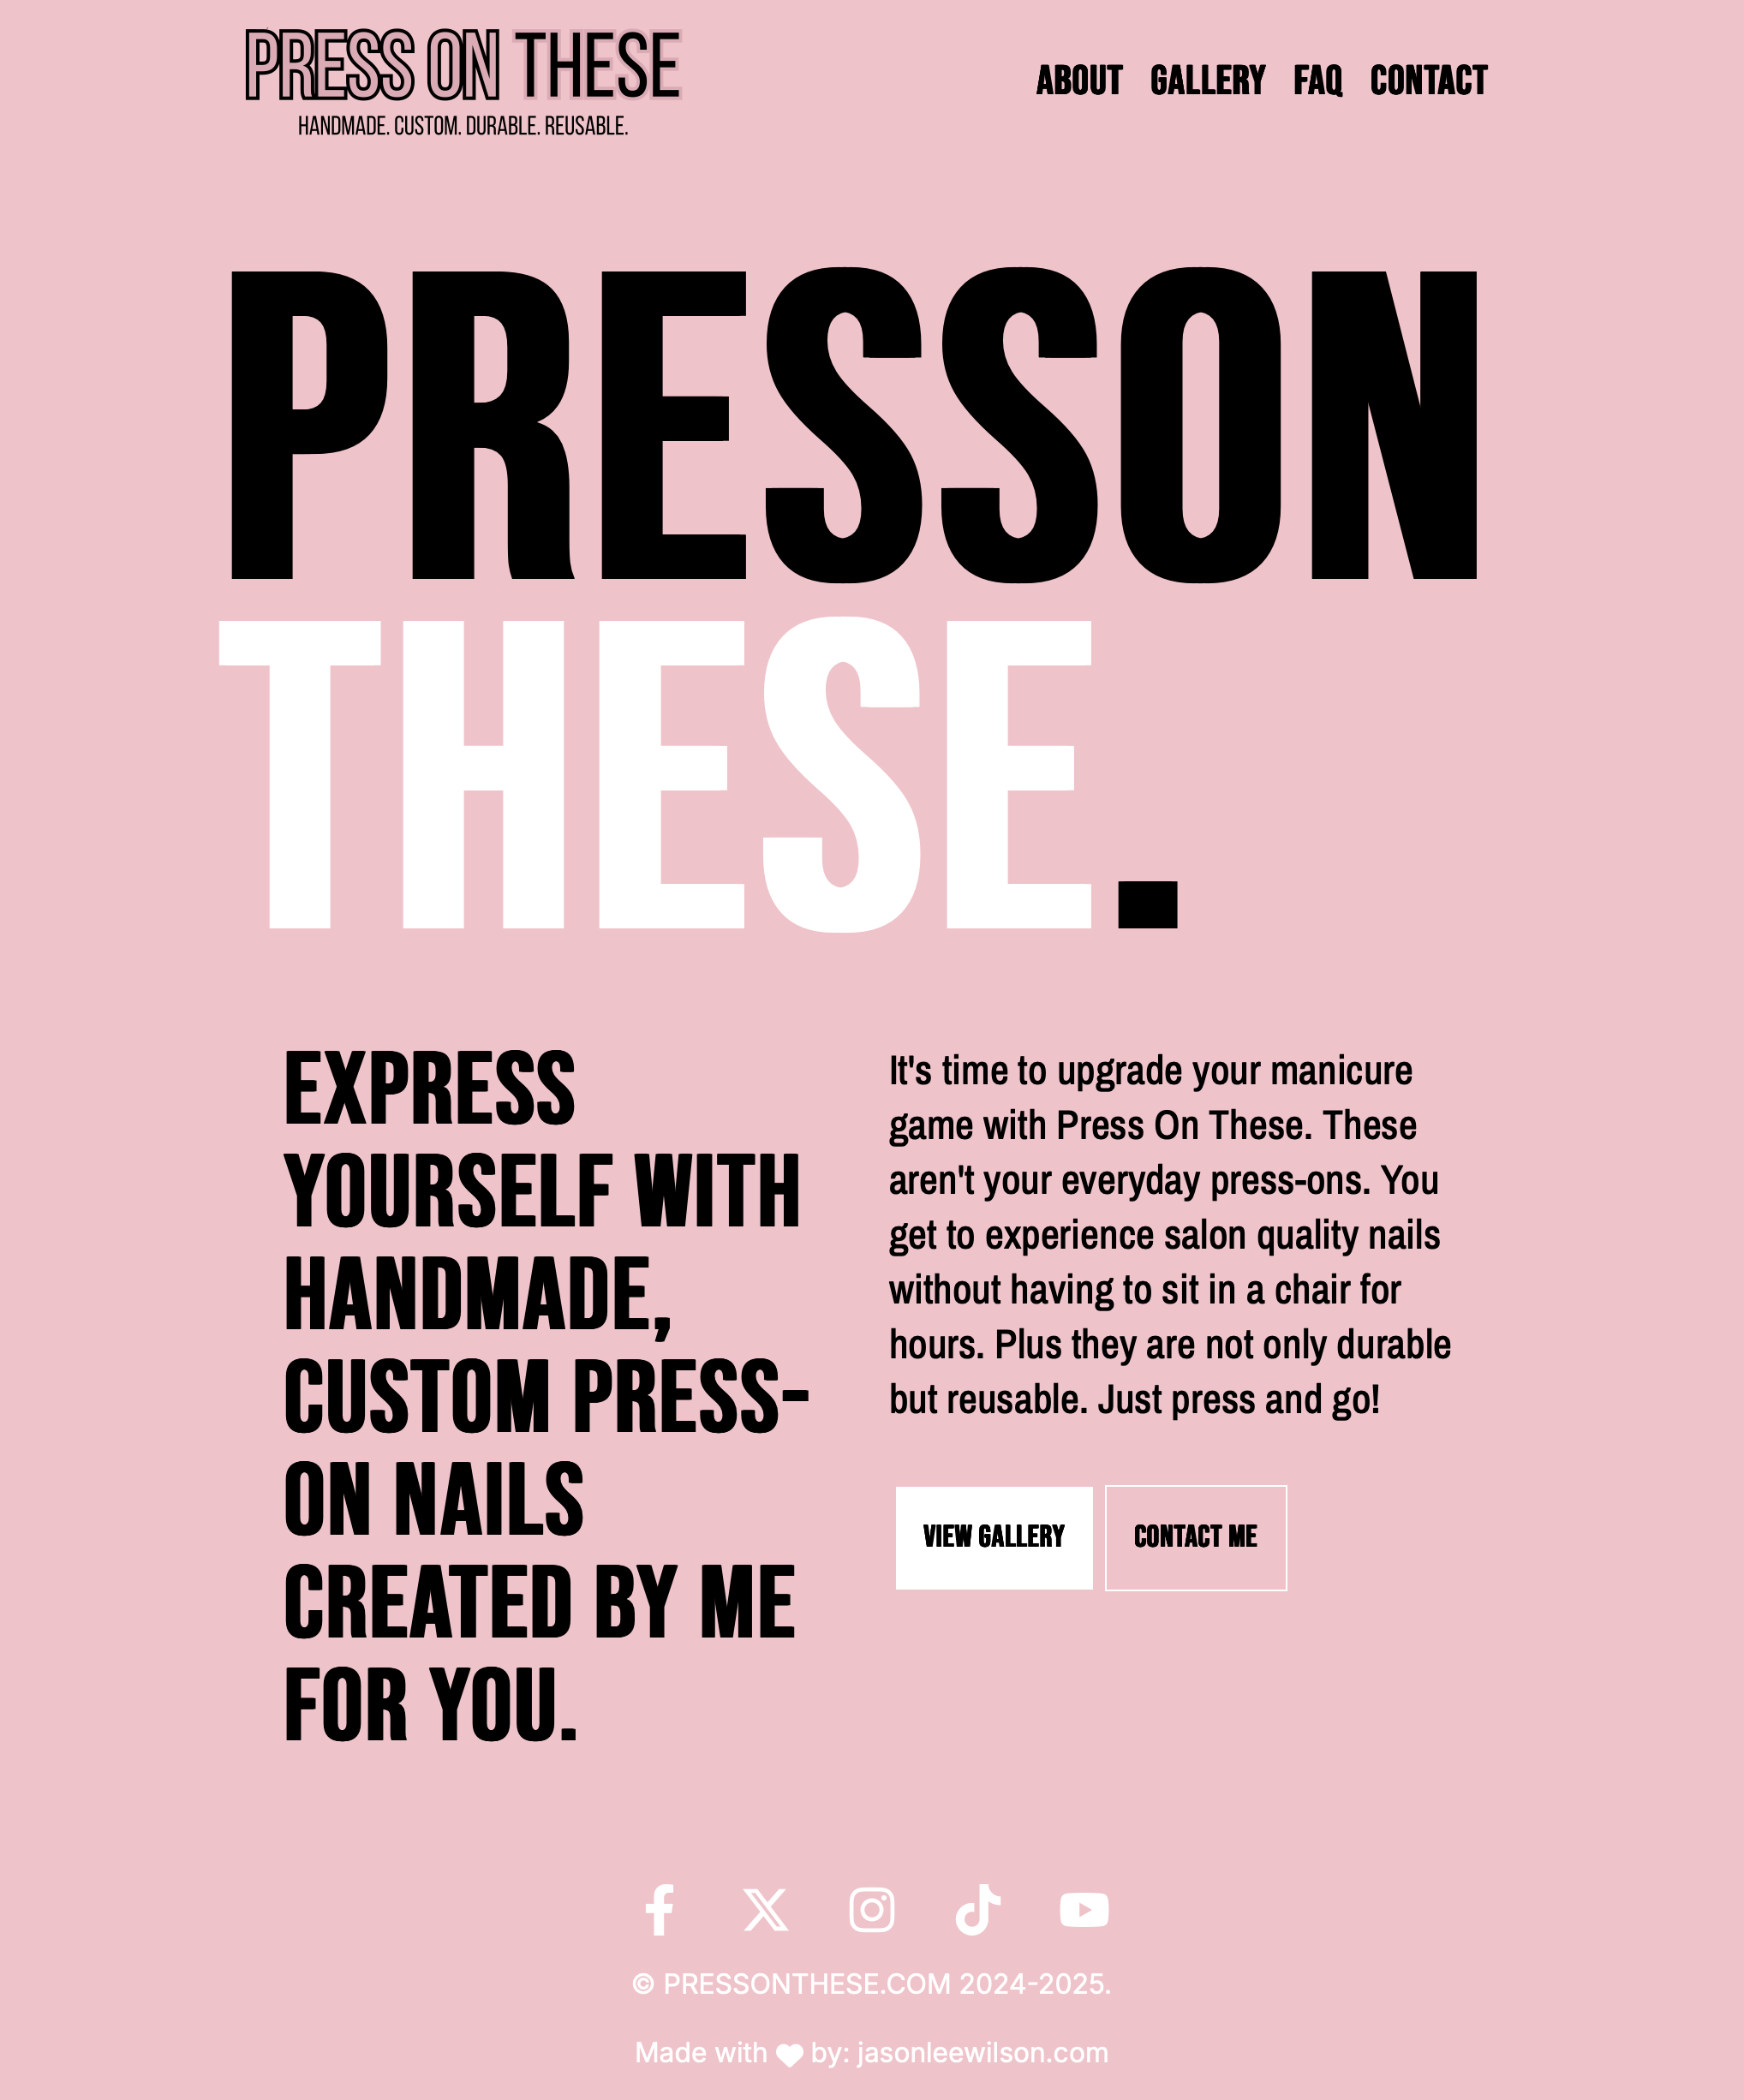 PRESS ON THESE
HANDMADE. CUSTOM. DURABLE. REUSABLE.
ABOUT GALLERY FAQ CONTACT
PRESSON
THESE.
EXPRESS
YOURSELF WITH
HANDMADE,
CUSTOM PRESS-
ON NAILS
CREATED BY ME
FOR YOU.
It's time to upgrade your manicure
game with Press On These. These
aren't your everyday press-ons. You
get to experience salon quality nails
without having to sit in a chair for
hours. Plus they are not only durable
but reusable. Just press and go!
VIEW GALLERY
CONTACT ME
© PRESSONTHESE.COM 2024-2025.
Made with by: jasonleewilson.com